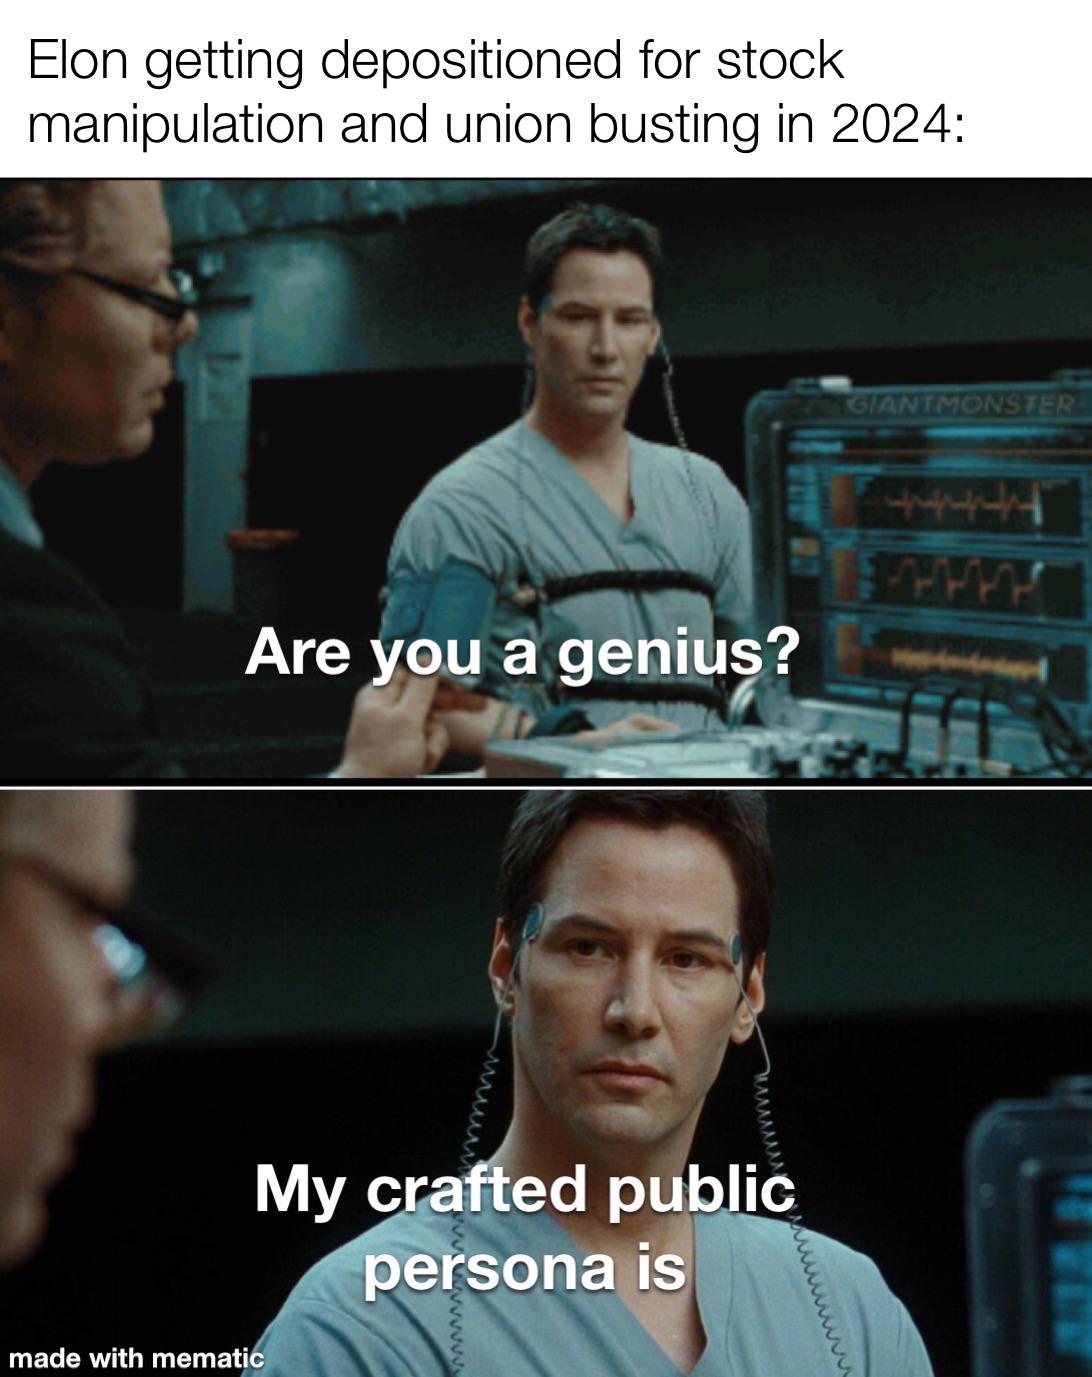 Elon getting depositioned for stock
manipulation and union busting in 2024:
GIANTMONSTER
Are you a genius?
My crafted public
persona is
made with mematic